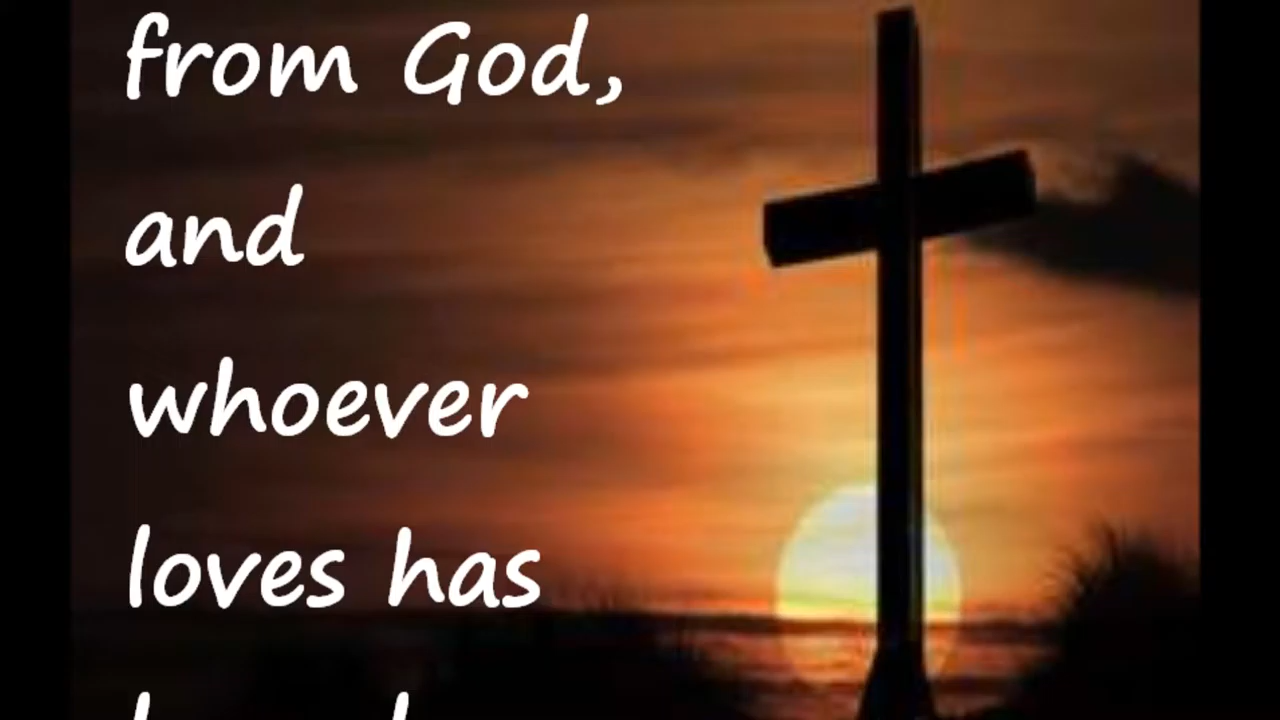 from God,
and
whoever
loves has